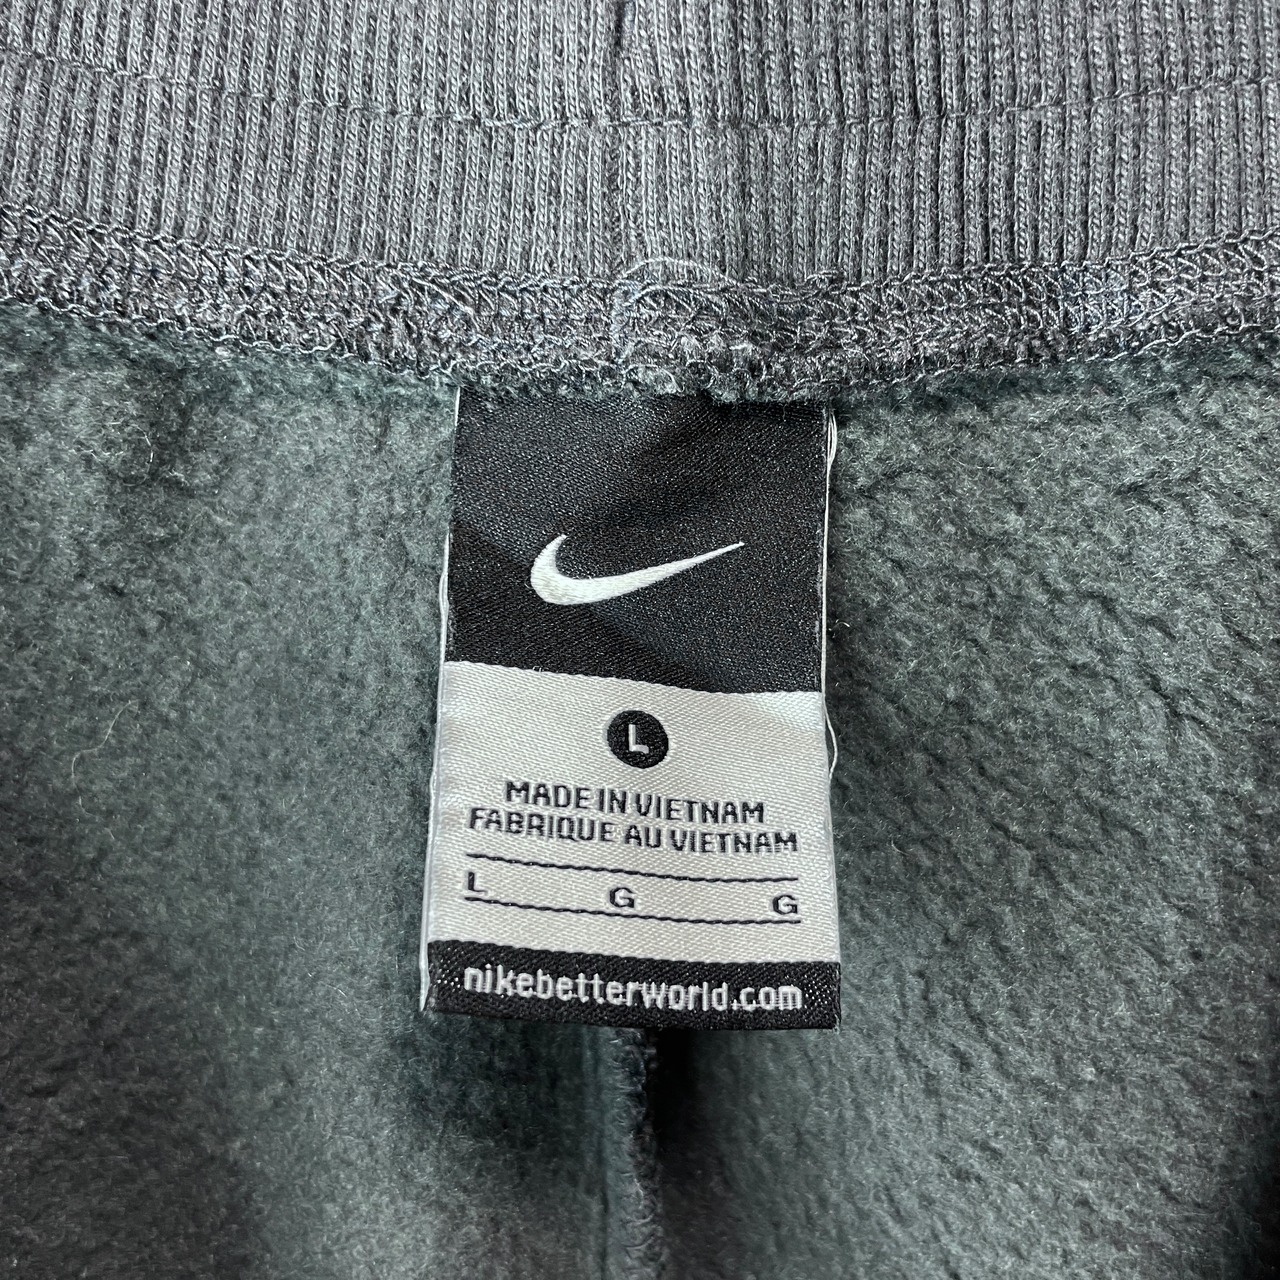 L
MADE IN VIETNAM
FABRIQUE AU VIETNAM
L G G
nikebetterworld.com